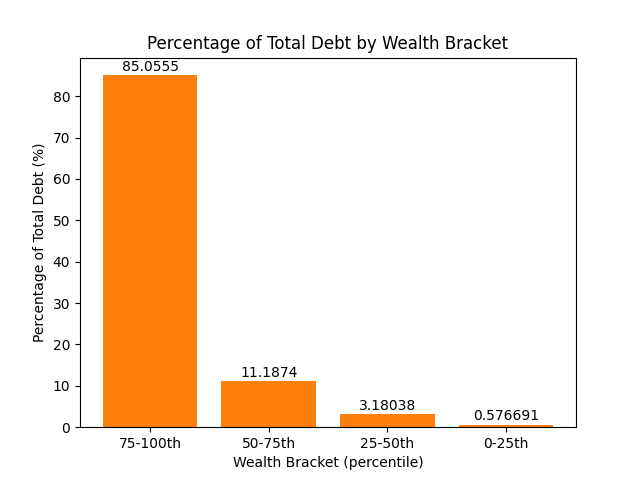 Percentage of Total Debt by Wealth Bracket
85.0555
11.1874
3.18038
0.576691
80
70
60
50
40
30
20
10
0
Percentage of Total Debt (%)
75-100th
50-75th
25-50th
0-25th
Wealth Bracket (percentile)